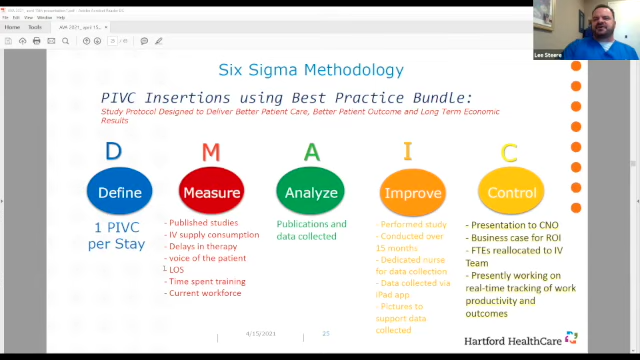 Home
Tools
File Edit View Window Help
Six Sigma Methodology
PIVC Insertions using Best Practice Bundle:
Study Protocol Designed to Deliver Better Patient Care, Better Patient Outcome and Long Term Economic
Results
D M A I C
Define Measure Analyze Improve Control
1 PIVC
per Stay
- Published studies
- IV supply consumption
- Delays in therapy
- voice of the patient
- LOS
- Time spent training
- Current workforce
Publications and
data collected
- Performed study
- Conducted over
15 months
- Dedicated nurse
for data collection
- Data collected via
iPad app
- Pictures to
support data
collected
- Presentation to CNO
- Business case for ROI
- FTEs reallocated to IV
Team
- Presently working on
real-time tracking of work
productivity and
outcomes
4/15/2021
25
Hartford HealthCare